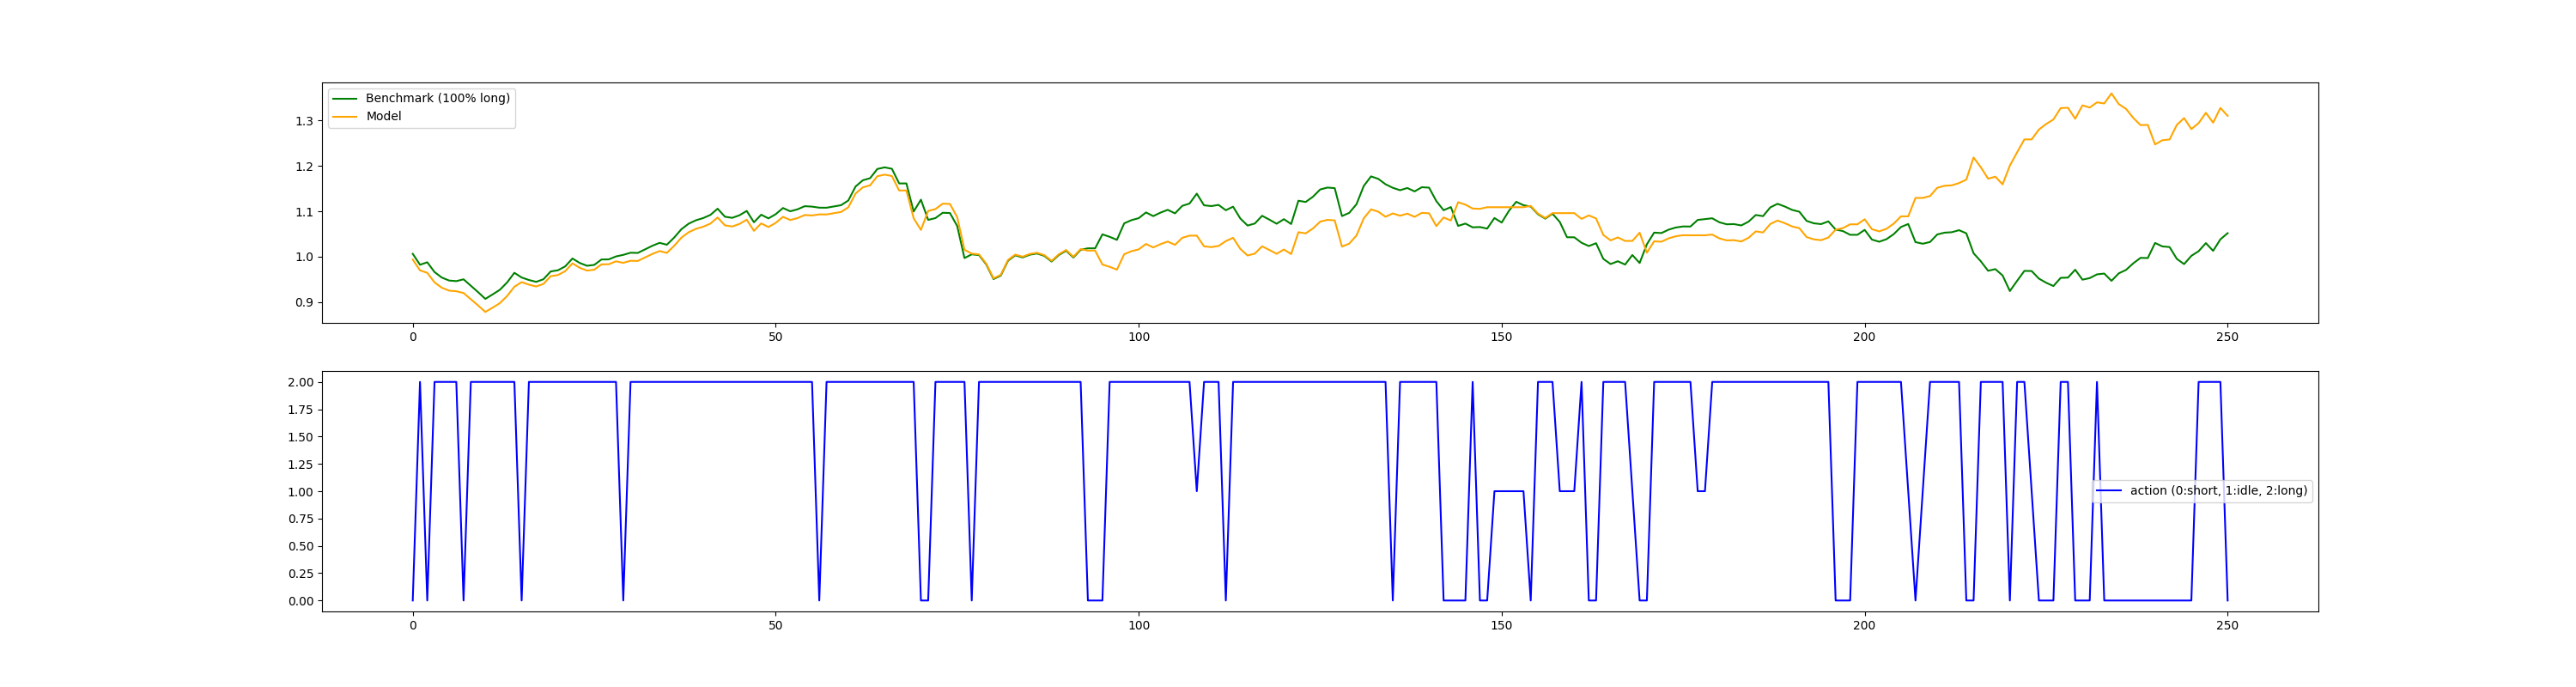 Benchmark (100% long)
Model
1.3
1.2
1.1
1.0
0.9
0 50 100 150 200 250
2.00
1.75
1.50
1.25
1.00
0.75
0.50
0.25
0.00
action (0:short, 1:idle, 2:long)
0 50 100 150 200 250